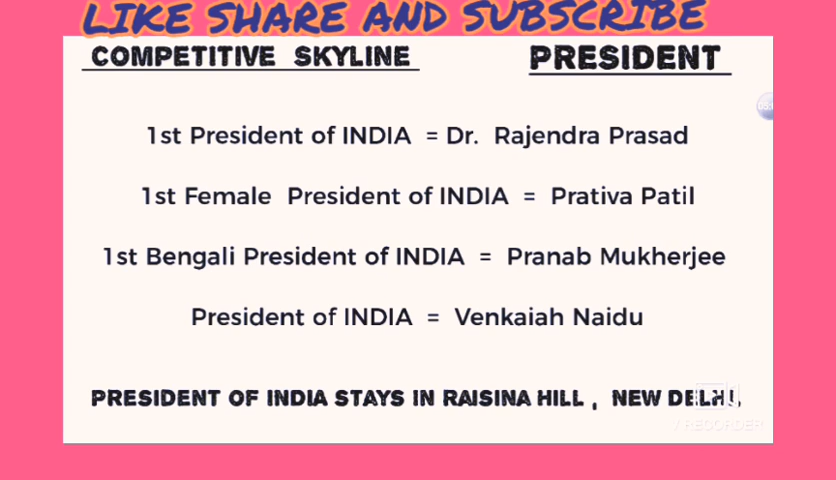 LIKE SHARE AND SUBSCRIBE
COMPETITIVE SKYLINE PRESIDENT
1st President of INDIA = Dr. Rajendra Prasad
1st Female President of INDIA = Prativa Patil
1st Bengali President of INDIA = Pranab Mukherjee
President of INDIA = Venkaiah Naidu
PRESIDENT OF INDIA STAYS IN RAISINA HILL , NEW DELHI.
RECORDER